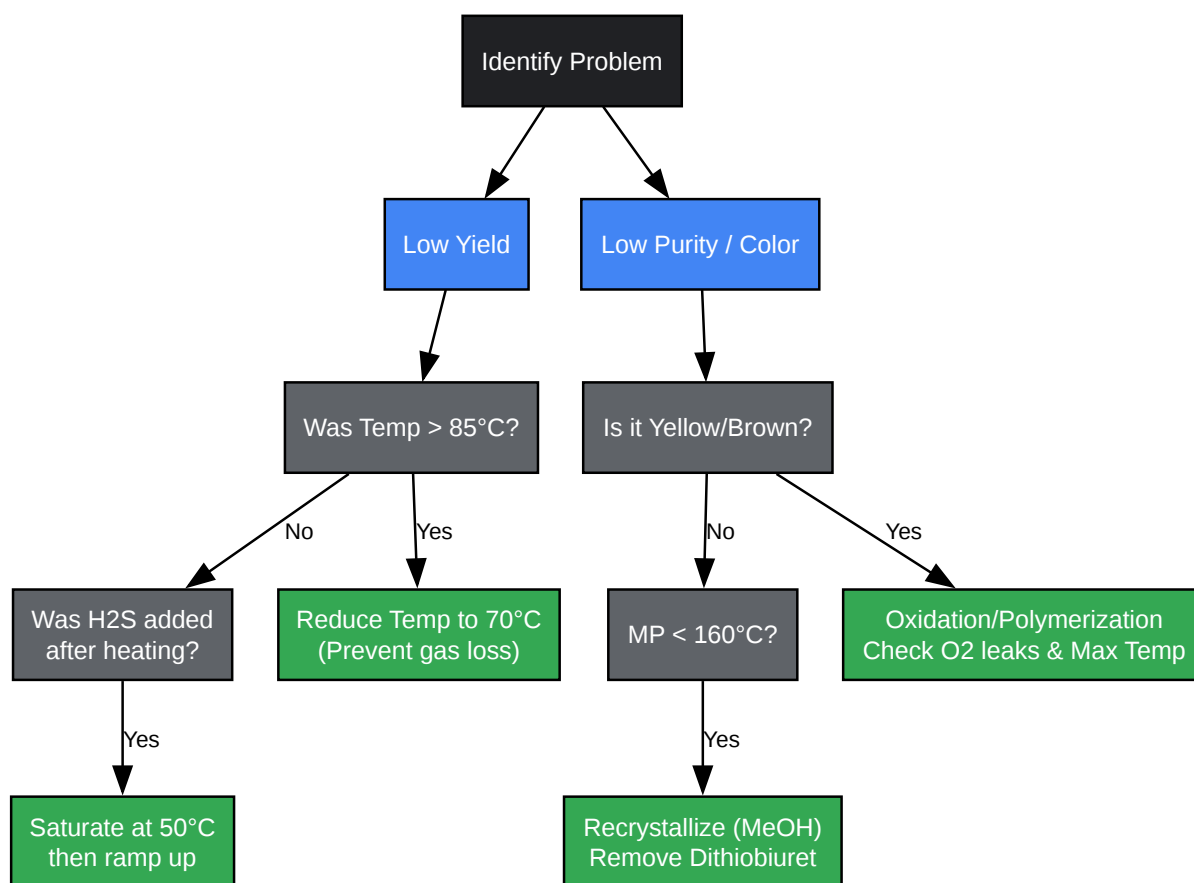 Identify Problem
Low Yield
Low Purity / Color
Was Temp > 85°C?
Is it Yellow/Brown?
No
Yes
No
Yes
Was H2S added
after heating?
Reduce Temp to 70°C
(Prevent gas loss)
MP < 160°C?
Oxidation/Polymerization
Check O2 leaks & Max Temp
Yes
Yes
Saturate at 50°C
then ramp up
Recrystallize (MeOH)
Remove Dithiobiuret